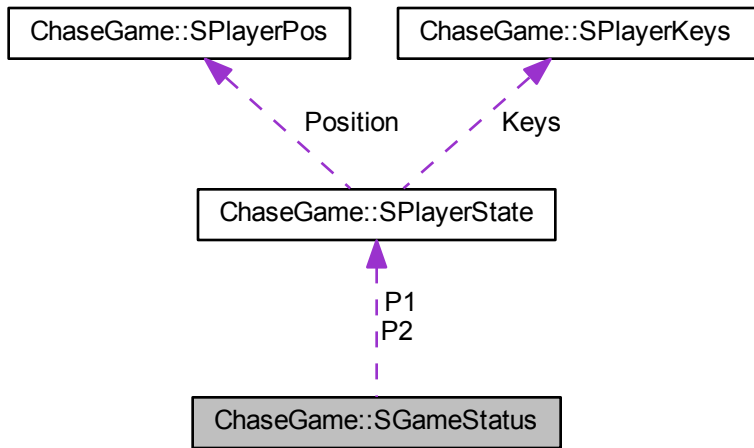 ChaseGame::SPlayerPos
ChaseGame::SPlayerKeys
Position
Keys
ChaseGame::SPlayerState
P1
P2
ChaseGame::SGameStatus